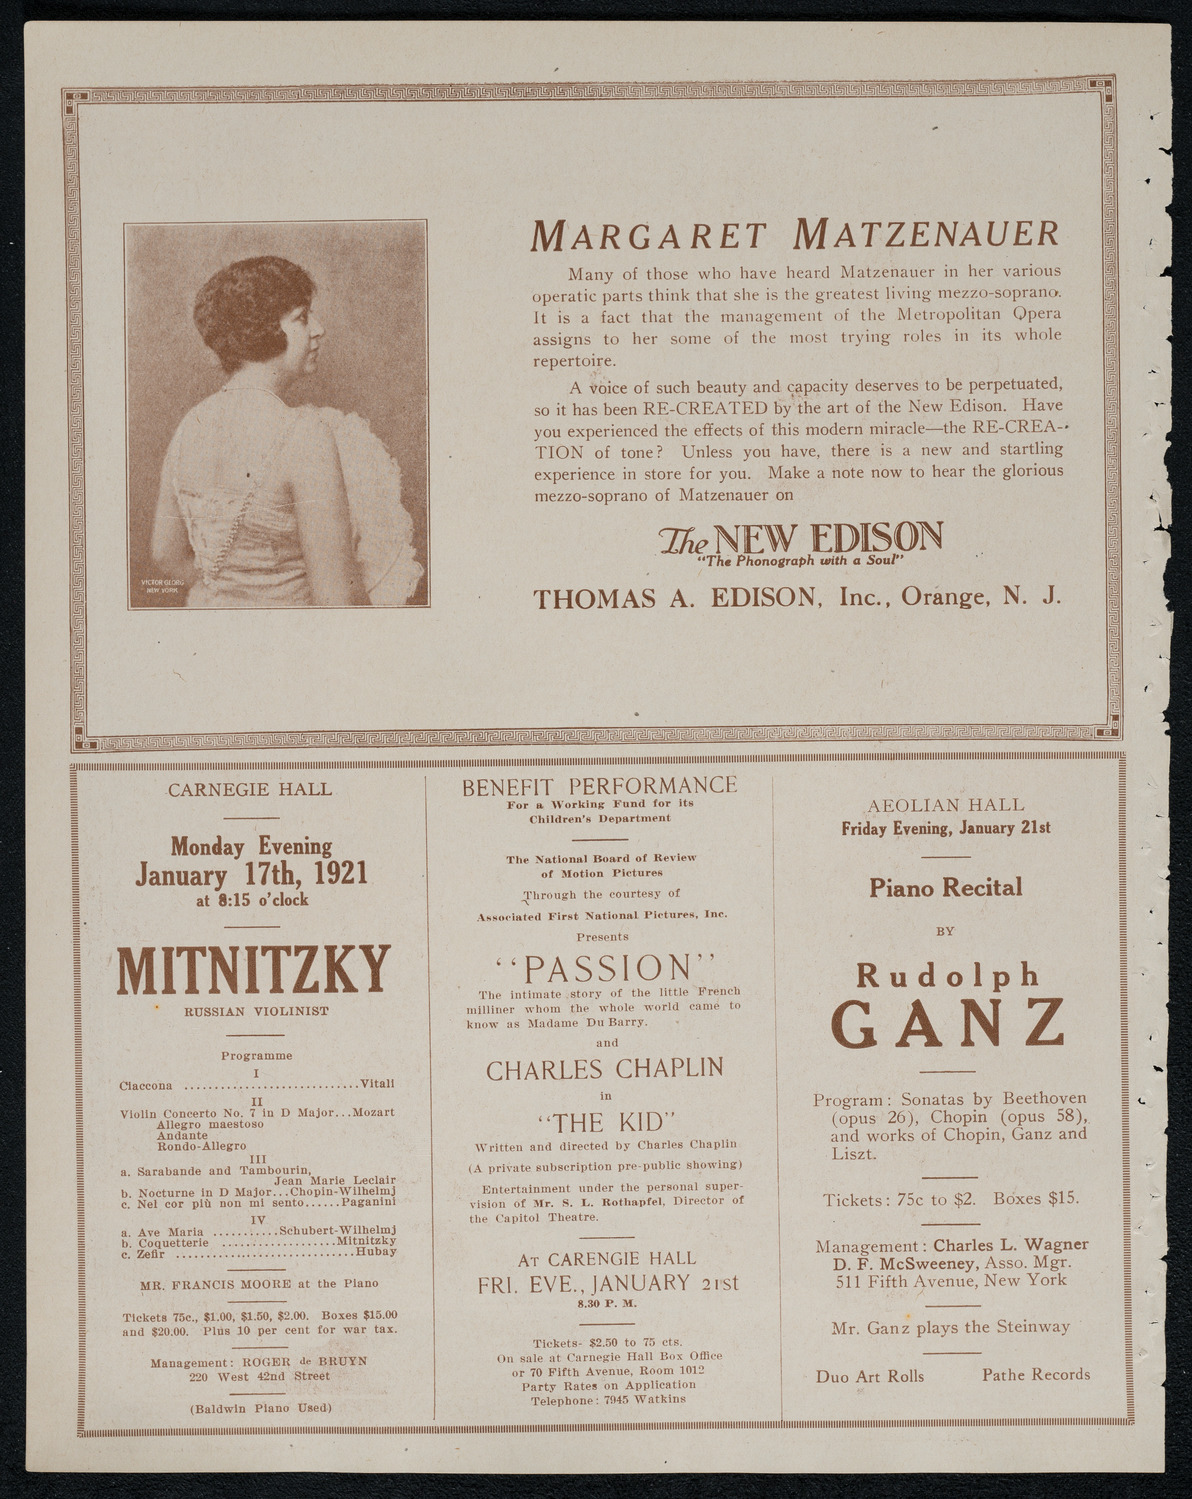 MARGARET MATZENAUER
Many of those who have heard Matzenauer in her various
operatic parts think that she is the greatest living mezzo-soprano.
It is a fact that the management of the Metropolitan Opera
assigns to her some of the most trying roles in its whole
repertoire.
A voice of such beauty and capacity deserves to be perpetuated,
so it has been RE-CREATED by the art of the New Edison. Have
you experienced the effects of this modern miracle—the RE-CREA-
TION of tone? Unless you have, there is a new and startling
experience in store for you. Make a note now to hear the glorious
mezzo-soprano of Matzenauer on
The NEW EDISON
"The Phonograph with a Soul"
THOMAS A. EDISON, Inc., Orange, N. J.
VICTOR GEORG
NEW YORK
CARNEGIE HALL
Monday Evening
January 17th, 1921
at 8:15 o'clock
MITNITZKY
RUSSIAN VIOLINIST
Programme
I
Ciaccona ............................Vitali
II
Violin Concerto No. 7 in D Major...Mozart
Allegro maestoso
Andante
Rondo-Allegro
III
a. Sarabande and Tambourin,
Jean Marie Leclair
b. Nocturne in D Major...Chopin-Wilhelmj
c. Nel cor più non mi sento......Paganini
IV
a. Ave Maria ..........Schubert-Wilhelmj
b. Coquetterie ..................Mitnitzky
c. Zefir ............................Hubay
MR. FRANCIS MOORE at the Piano
Tickets 75c., $1.00, $1.50, $2.00. Boxes $15.00
and $20.00. Plus 10 per cent for war tax.
Management: ROGER de BRUYN
220 West 42nd Street
(Baldwin Piano Used)
BENEFIT PERFORMANCE
For a Working Fund for its
Children's Department
The National Board of Review
of Motion Pictures
Through the courtesy of
Associated First National Pictures, Inc.
Presents
"PASSION"
The intimate story of the little French
milliner whom the whole world came to
know as Madame Du Barry.
and
CHARLES CHAPLIN
in
"THE KID"
Written and directed by Charles Chaplin
(A private subscription pre-public showing)
Entertainment under the personal super-
vision of Mr. S. L. Rothapfel, Director of
the Capitol Theatre.
AT CARENGIE HALL
FRI. EVE., JANUARY 21st
8.30 P. M.
Tickets- $2.50 to 75 cts.
On sale at Carnegie Hall Box Office
or 70 Fifth Avenue, Room 1012
Party Rates on Application
Telephone: 7945 Watkins
AEOLIAN HALL
Friday Evening, January 21st
Piano Recital
BY
Rudolph
GANZ
Program: Sonatas by Beethoven
(opus 26), Chopin (opus 58),
and works of Chopin, Ganz and
Liszt.
Tickets: 75c to $2. Boxes $15.
Management: Charles L. Wagner
D. F. McSweeney, Asso. Mgr.
511 Fifth Avenue, New York
Mr. Ganz plays the Steinway
Duo Art Rolls Pathe Records